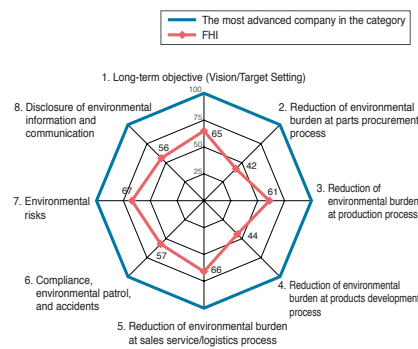 The most advanced company in the category
FHI
1. Long-term objective (Vision/Target Setting)
100
75
50
25
65
42
61
44
66
57
67
56
2. Reduction of environmental
burden at parts procurement
process
3. Reduction of
environmental burden
at production process
4. Reduction of environmental
burden at products development
process
5. Reduction of environmental burden
at sales service/logistics process
6. Compliance,
environmental patrol,
and accidents
7. Environmental
risks
8. Disclosure of environmental
information and
communication